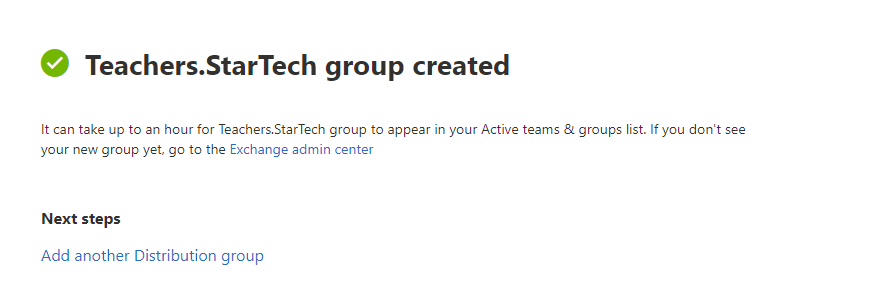 Teachers.StarTech group created
It can take up to an hour for Teachers.StarTech group to appear in your Active teams & groups list. If you don't see
your new group yet, go to the Exchange admin center
Next steps
Add another Distribution group